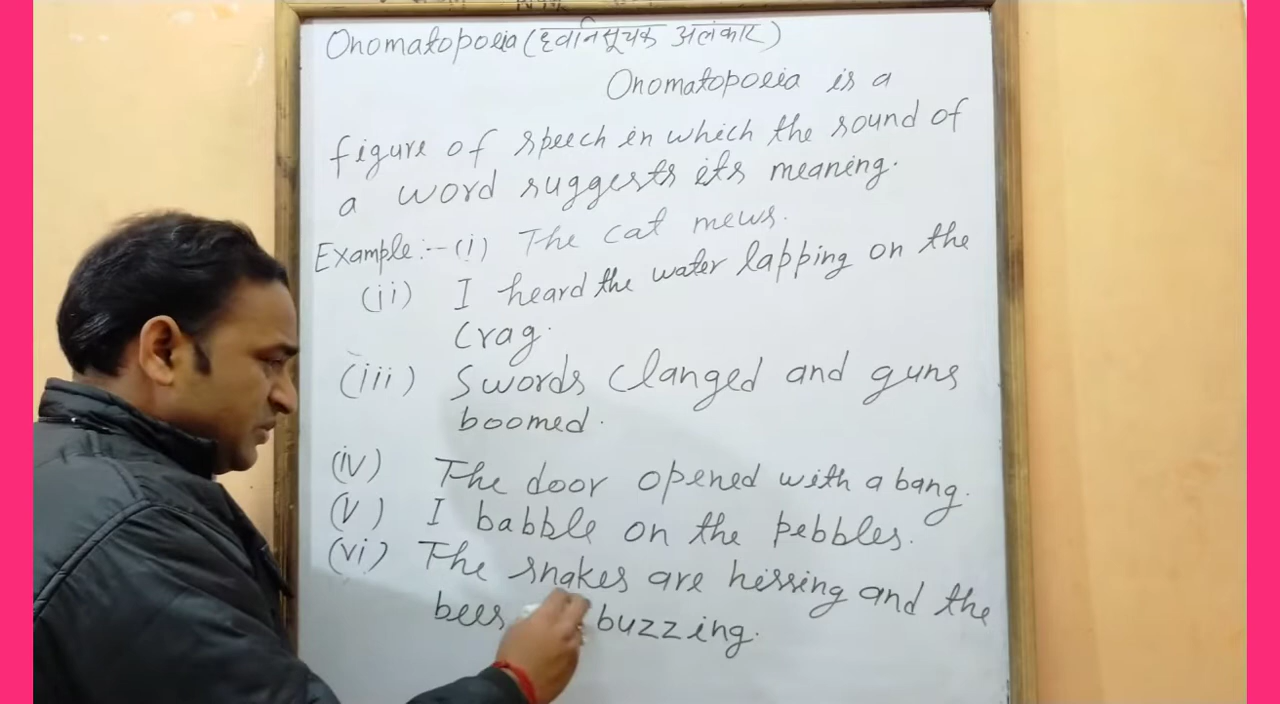 Onomatopoeia (ध्वनिसूचक अलंकार)
Onomatopoeia is a
figure of speech in which the sound of
a word suggests its meaning.
Example:- (i) The cat mews.
(ii) I heard the water lapping on the
Crag.
(iii) Swords Clanged and guns
boomed.
(iv) The door opened with a bang.
(v) I babble on the pebbles.
(vi) The snakes are hissing and the
bees buzzing.